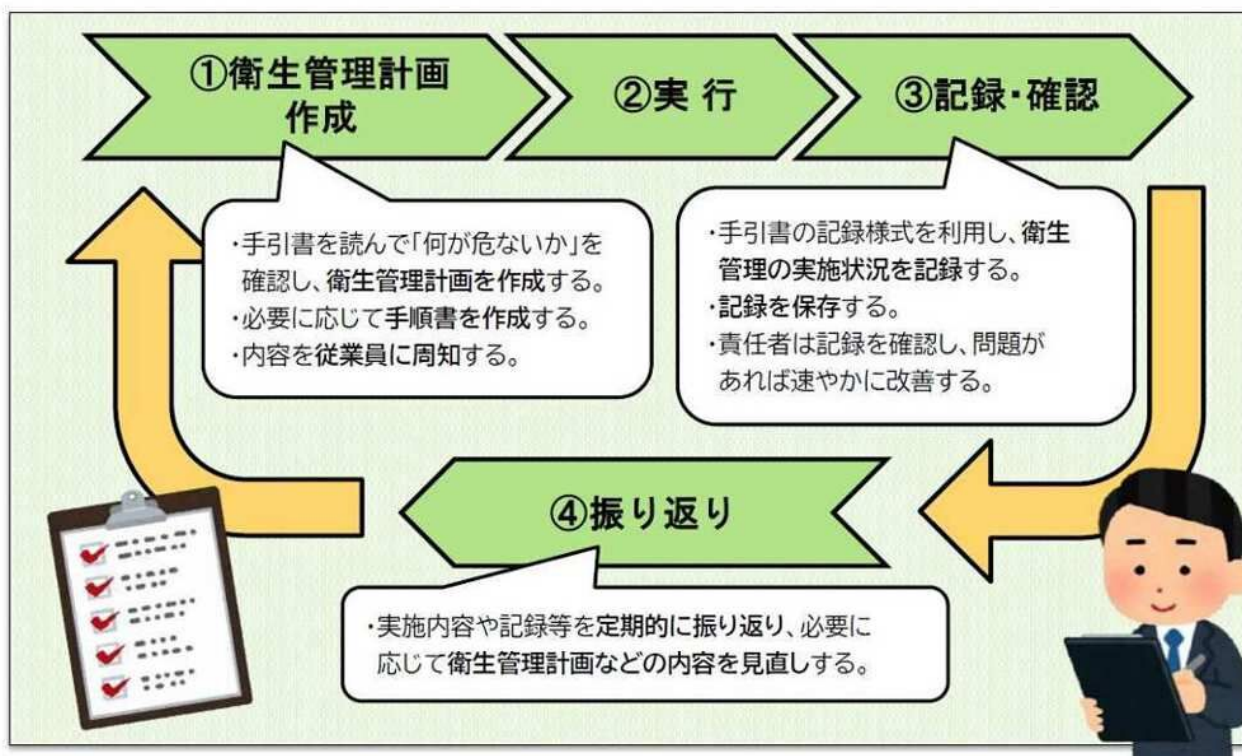 ①衛生管理計画
作成
②実 行
③記録・確認
・手引書を読んで「何が危ないか」を
確認し、衛生管理計画を作成する。
・必要に応じて手順書を作成する。
・内容を従業員に周知する。
・手引書の記録様式を利用し、衛生
管理の実施状況を記録する。
・記録を保存する。
・責任者は記録を確認し、問題が
あれば速やかに改善する。
④振り返り
・実施内容や記録等を定期的に振り返り、必要に
応じて衛生管理計画などの内容を見直しする。